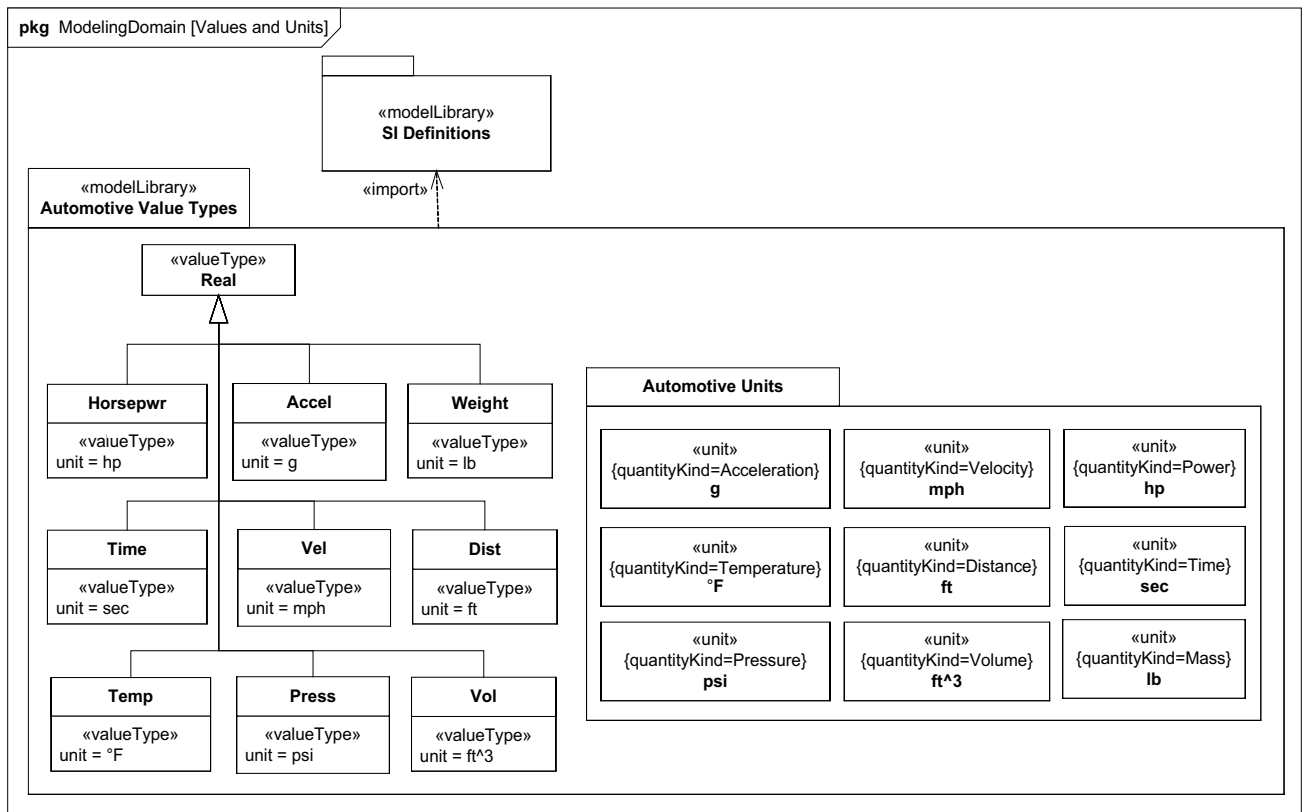 pkg ModelingDomain [Values and Units]
«modelLibrary»
SI Definitions
«import»
«modelLibrary»
Automotive Value Types
«valueType»
Real
Horsepwr
«valueType»
unit = hp
Accel
«valueType»
unit = g
Weight
«valueType»
unit = lb
Time
«valueType»
unit = sec
Vel
«valueType»
unit = mph
Dist
«valueType»
unit = ft
Temp
«valueType»
unit = °F
Press
«valueType»
unit = psi
Vol
«valueType»
unit = ft^3
Automotive Units
«unit»
{quantityKind=Acceleration}
g
«unit»
{quantityKind=Velocity}
mph
«unit»
{quantityKind=Power}
hp
«unit»
{quantityKind=Temperature}
°F
«unit»
{quantityKind=Distance}
ft
«unit»
{quantityKind=Time}
sec
«unit»
{quantityKind=Pressure}
psi
«unit»
{quantityKind=Volume}
ft^3
«unit»
{quantityKind=Mass}
lb